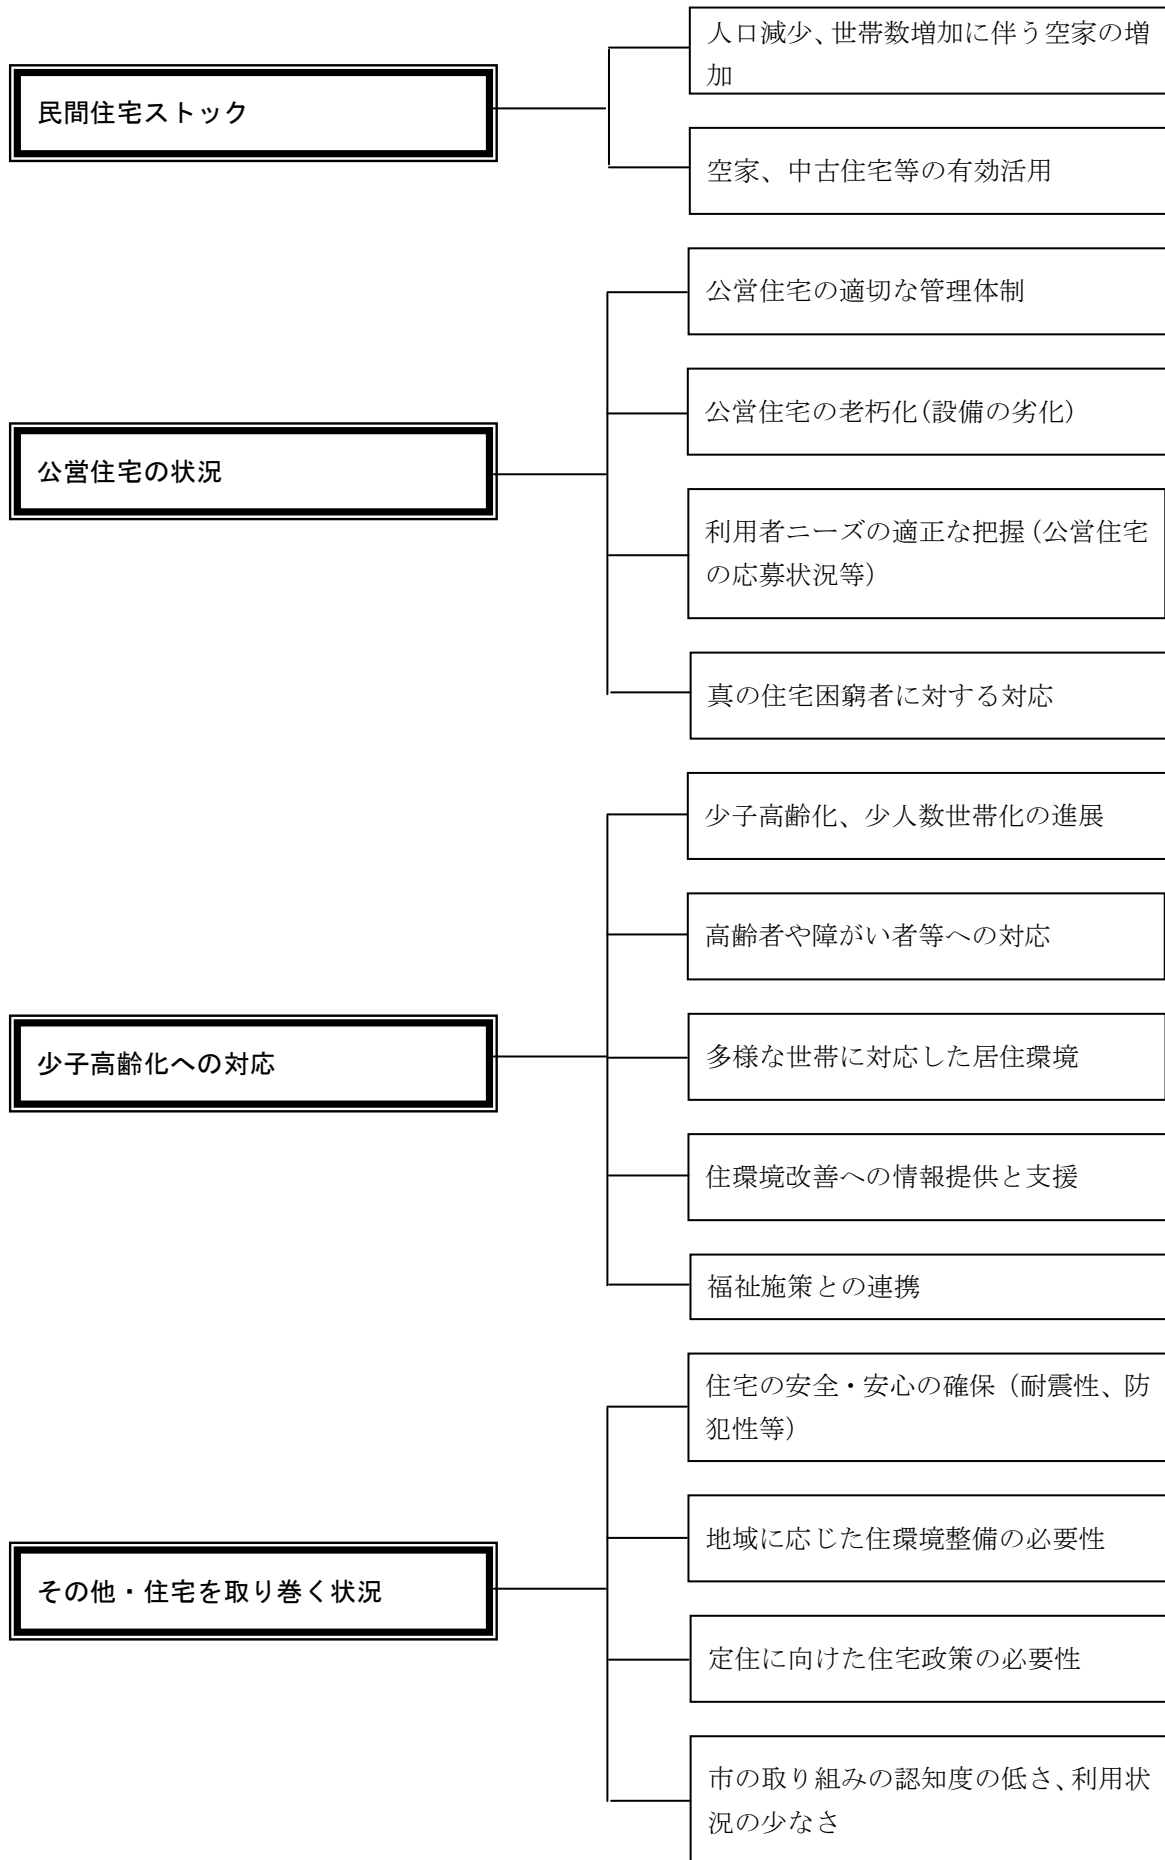 民間住宅ストック
人口減少、世帯数増加に伴う空家の増
加
空家、中古住宅等の有効活用
公営住宅の状況
公営住宅の適切な管理体制
公営住宅の老朽化(設備の劣化)
利用者ニーズの適正な把握(公営住宅
の応募状況等)
真の住宅困窮者に対する対応
少子高齢化への対応
少子高齢化、少人数世帯化の進展
高齢者や障がい者等への対応
多様な世帯に対応した居住環境
住環境改善への情報提供と支援
福祉施策との連携
その他・住宅を取り巻く状況
住宅の安全・安心の確保(耐震性、防
犯性等)
地域に応じた住環境整備の必要性
定住に向けた住宅政策の必要性
市の取り組みの認知度の低さ、利用状
況の少なさ